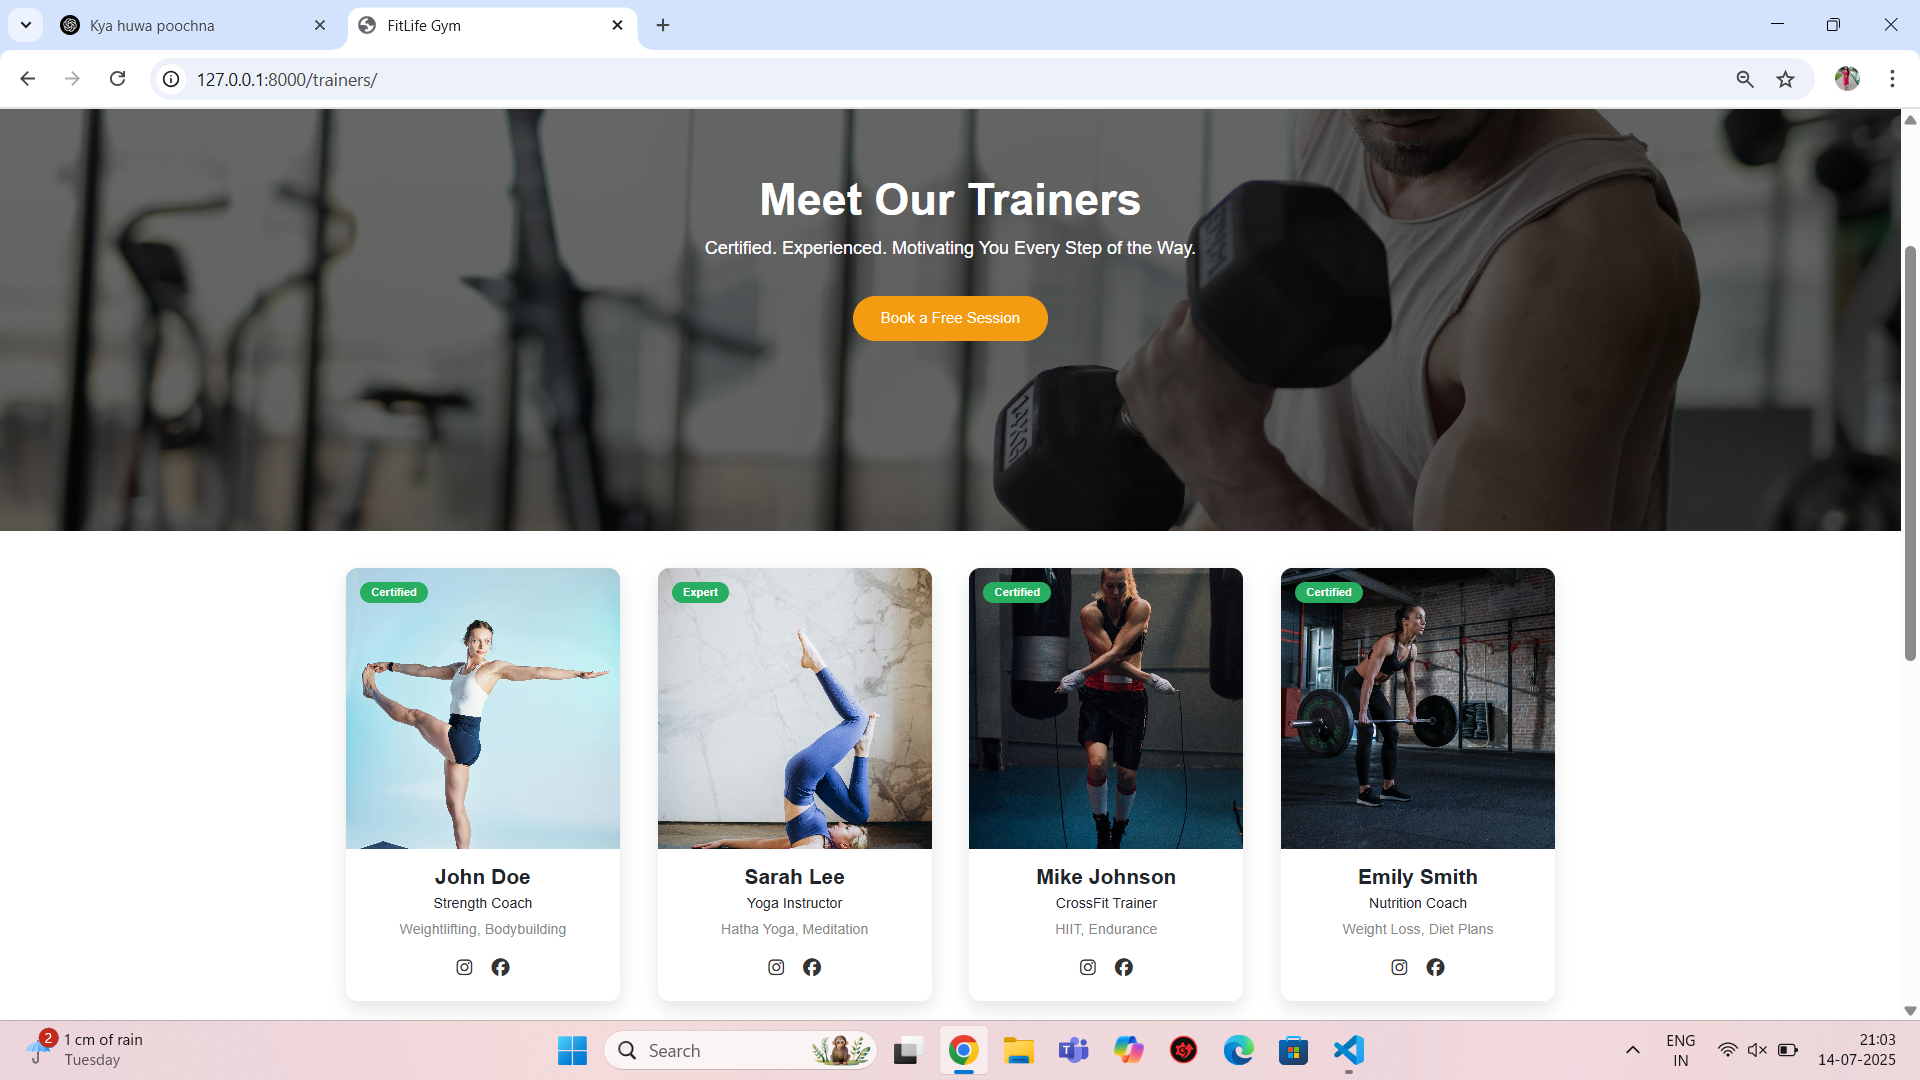 Kya huwa poochna
FitLife Gym
127.0.0.1:8000/trainers/
Meet Our Trainers
Certified. Experienced. Motivating You Every Step of the Way.
Book a Free Session
14KG
Certified
Expert
Certified
Certified
John Doe
Strength Coach
Weightlifting, Bodybuilding
Sarah Lee
Yoga Instructor
Hatha Yoga, Meditation
Mike Johnson
CrossFit Trainer
HIIT, Endurance
Emily Smith
Nutrition Coach
Weight Loss, Diet Plans
2
1 cm of rain
Tuesday
Search
ENG
IN
21:03
14-07-2025